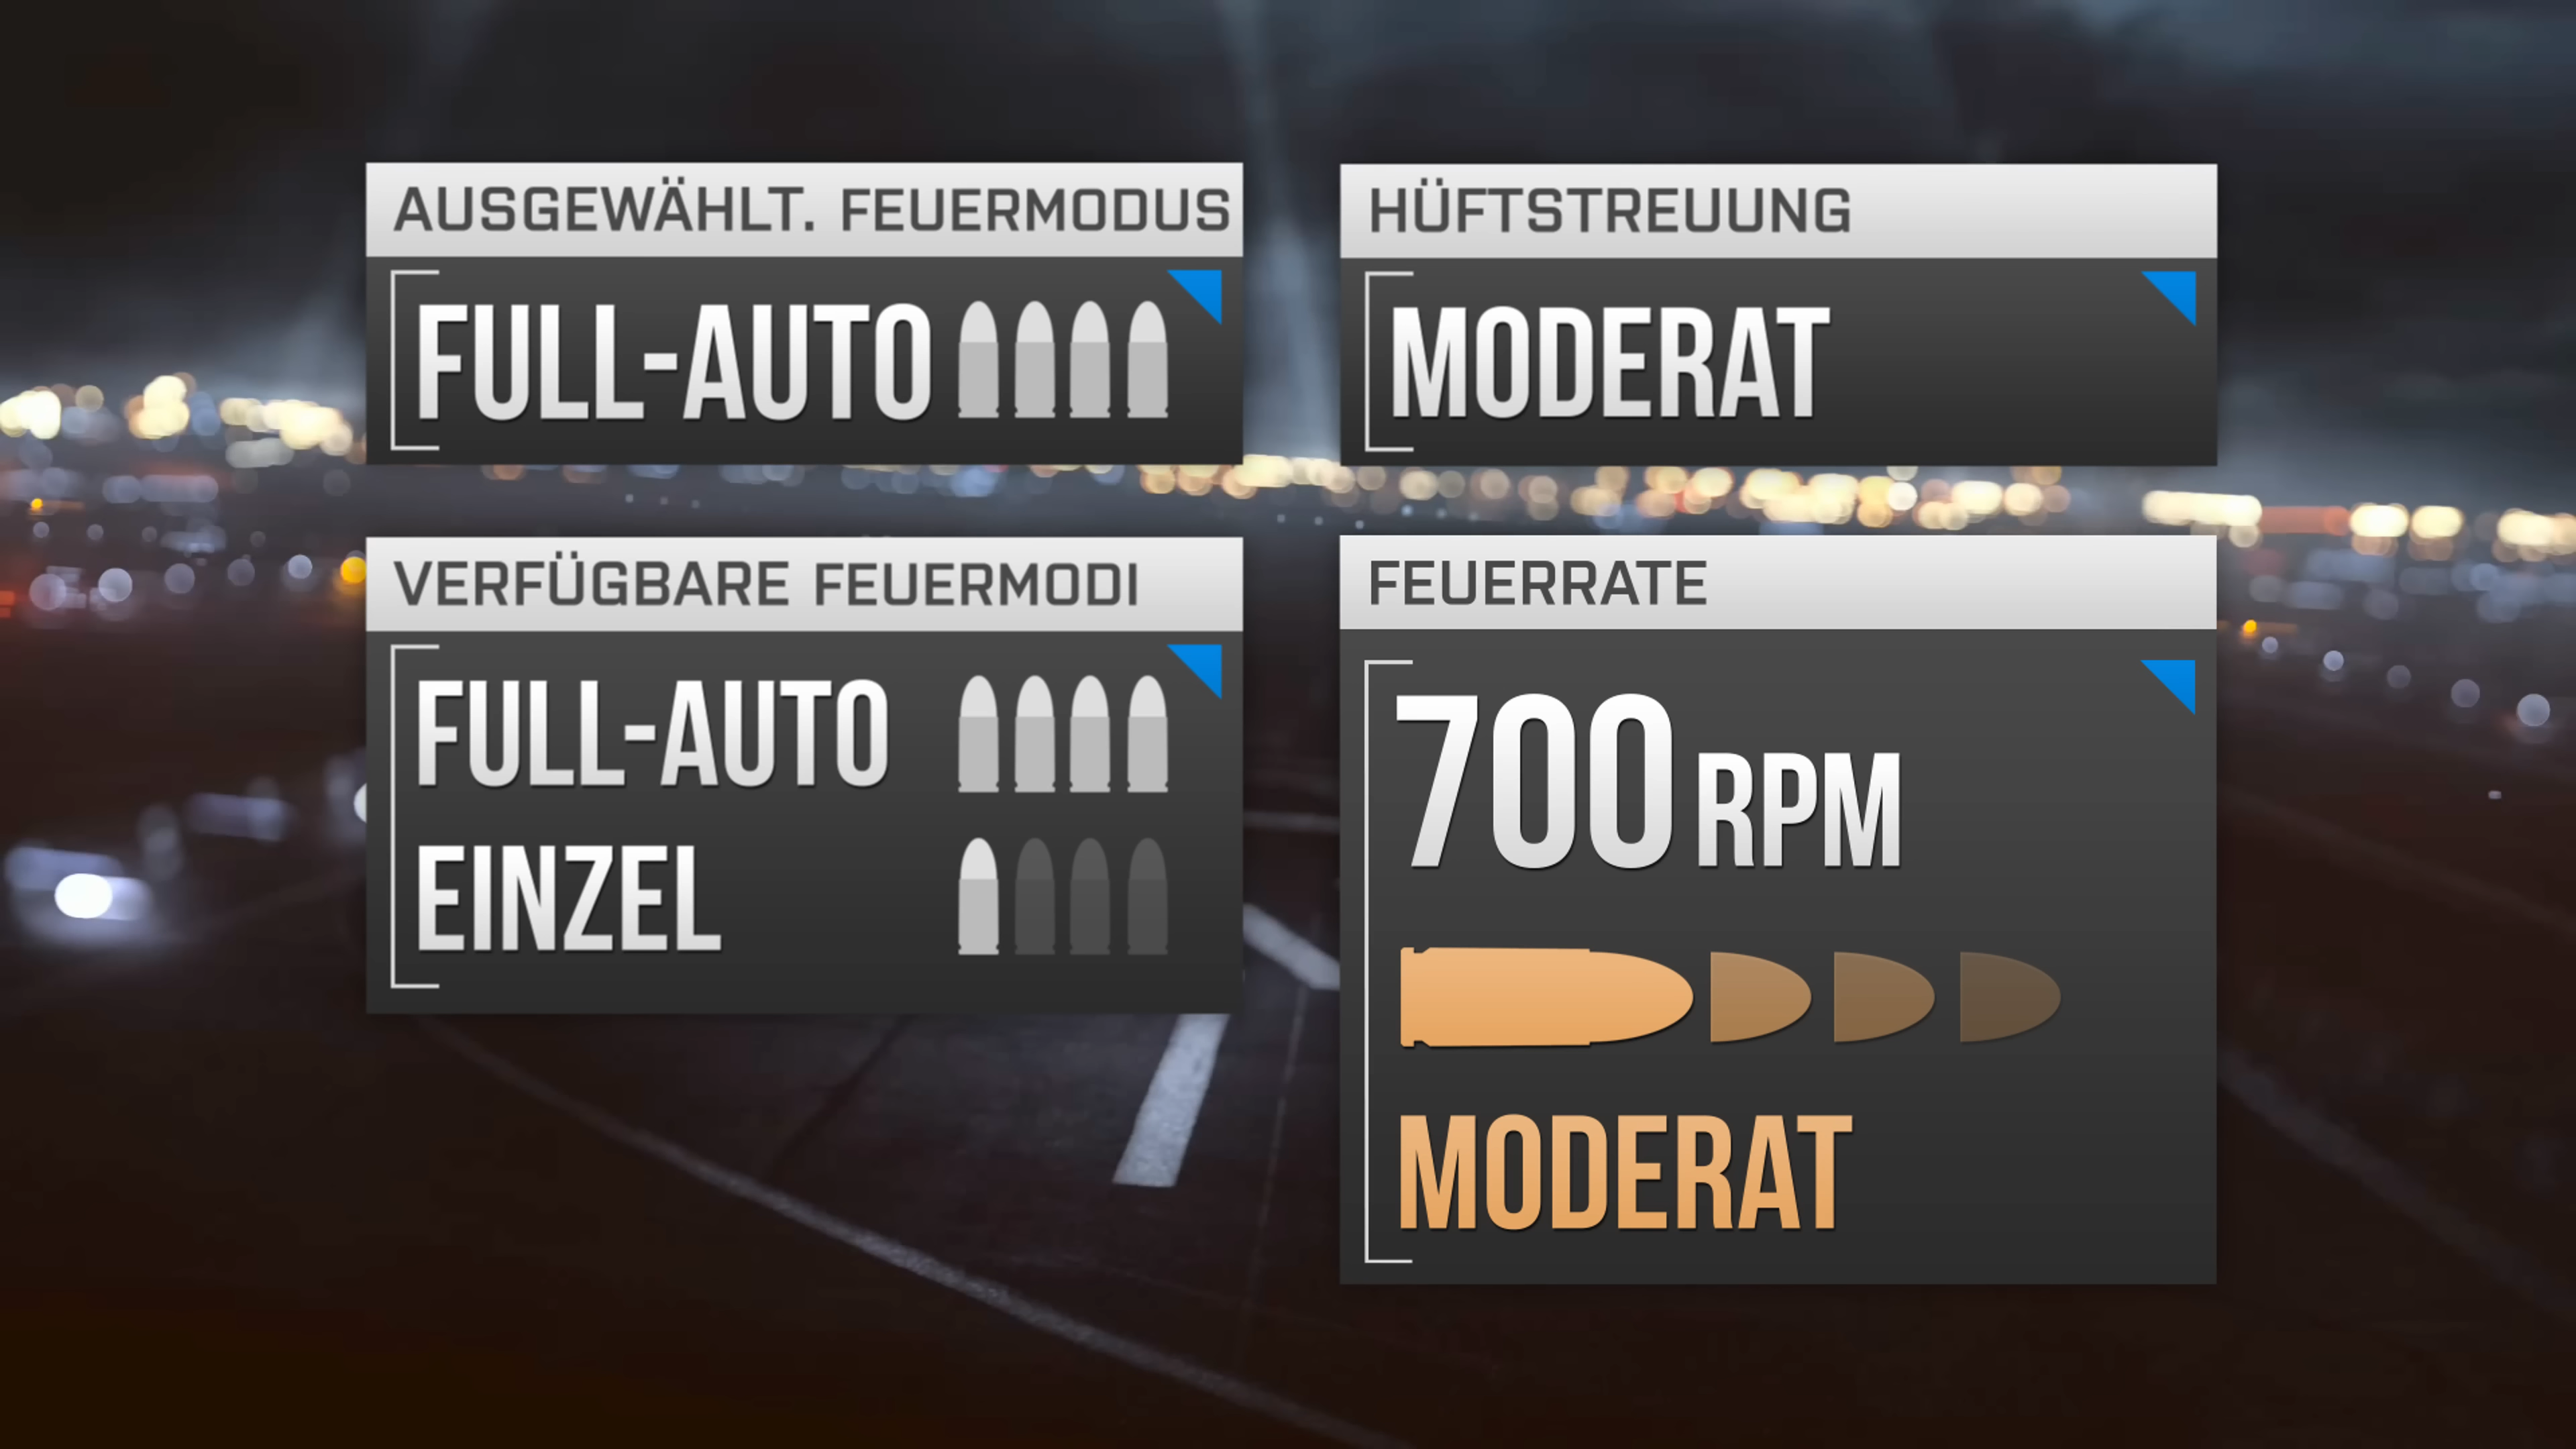 AUSGEWÄHLT. FEUERMODUS
FULL-AUTO
HÜFTSTREUUNG
MODERAT
VERFÜGBARE FEUERMODI
FULL-AUTO
EINZEL
FEUERRATE
700 RPM
MODERAT